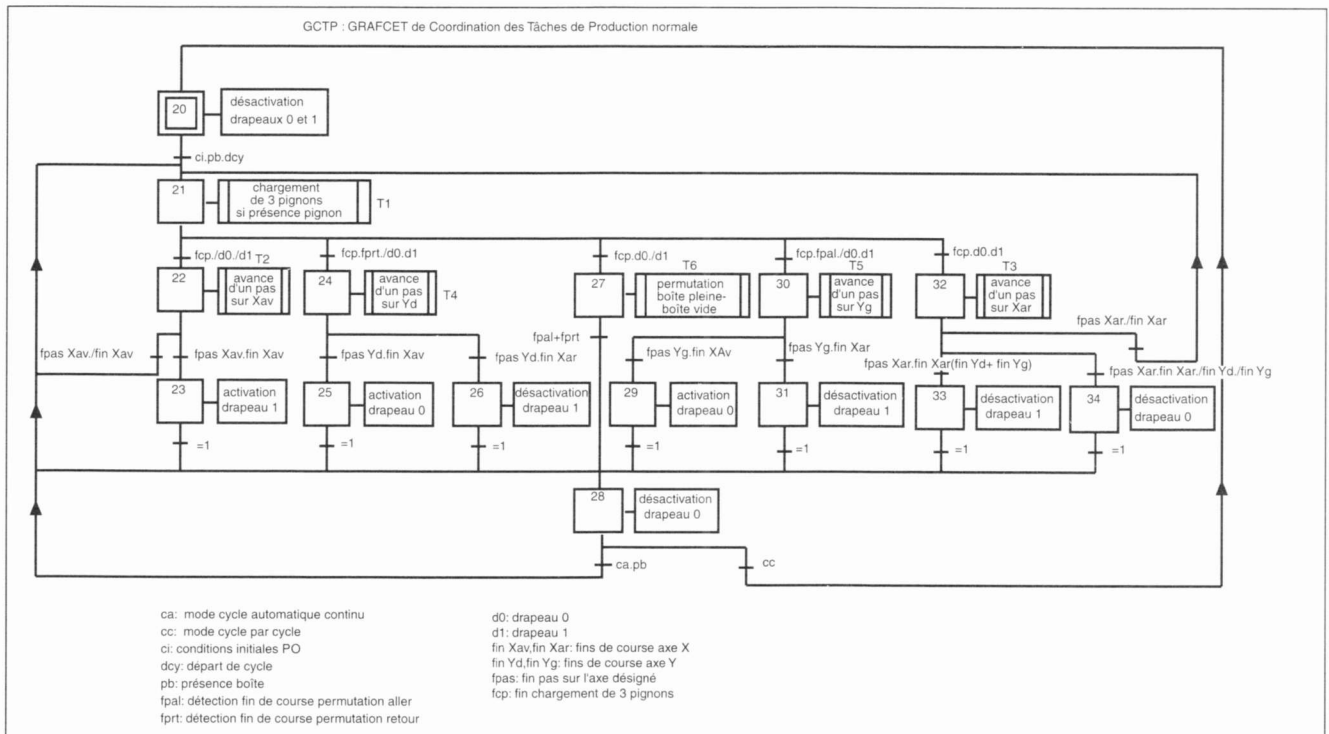 GCTP : GRAFCET de Coordination des Tâches de Production normale
20
désactivation
drapeaux 0 et 1
ci.pb.dcy
21
chargement
de 3 pignons
si présence pignon
T1
fcp./d0./d1
fcp.fprt./d0.d1
fcp.d0./d1
fcp.fpal./d0.d1
fcp.d0.d1
22
T2
avance
d'un pas
sur Xav
24
avance
d'un pas
sur Yd
T4
27
T6
permutation
boîte pleine-
boîte vide
30
T5
avance
d'un pas
sur Yg
32
T3
avance
d'un pas
sur Xar
fpas Xav./fin Xav
fpas Xav.fin Xav
fpas Yd.fin Xav
fpas Yd.fin Xar
fpal+fprt
fpas Yg.fin XAv
fpas Yg.fin Xar
fpas Xar./fin Xar
fpas Xar.fin Xar(fin Yd+ fin Yg)
fpas Xar.fin Xar./fin Yd./fin Yg
23
activation
drapeau 1
25
activation
drapeau 0
26
désactivation
drapeau 1
29
activation
drapeau 0
31
désactivation
drapeau 1
33
désactivation
drapeau 1
34
désactivation
drapeau 0
=1
=1
=1
=1
=1
=1
=1
28
désactivation
drapeau 0
ca.pb
cc
ca: mode cycle automatique continu
cc: mode cycle par cycle
ci: conditions initiales PO
dcy: départ de cycle
pb: présence boîte
fpal: détection fin de course permutation aller
fprt: détection fin de course permutation retour
d0: drapeau 0
d1: drapeau 1
fin Xav,fin Xar: fins de course axe X
fin Yd,fin Yg: fins de course axe Y
fpas: fin pas sur l'axe désigné
fcp: fin chargement de 3 pignons